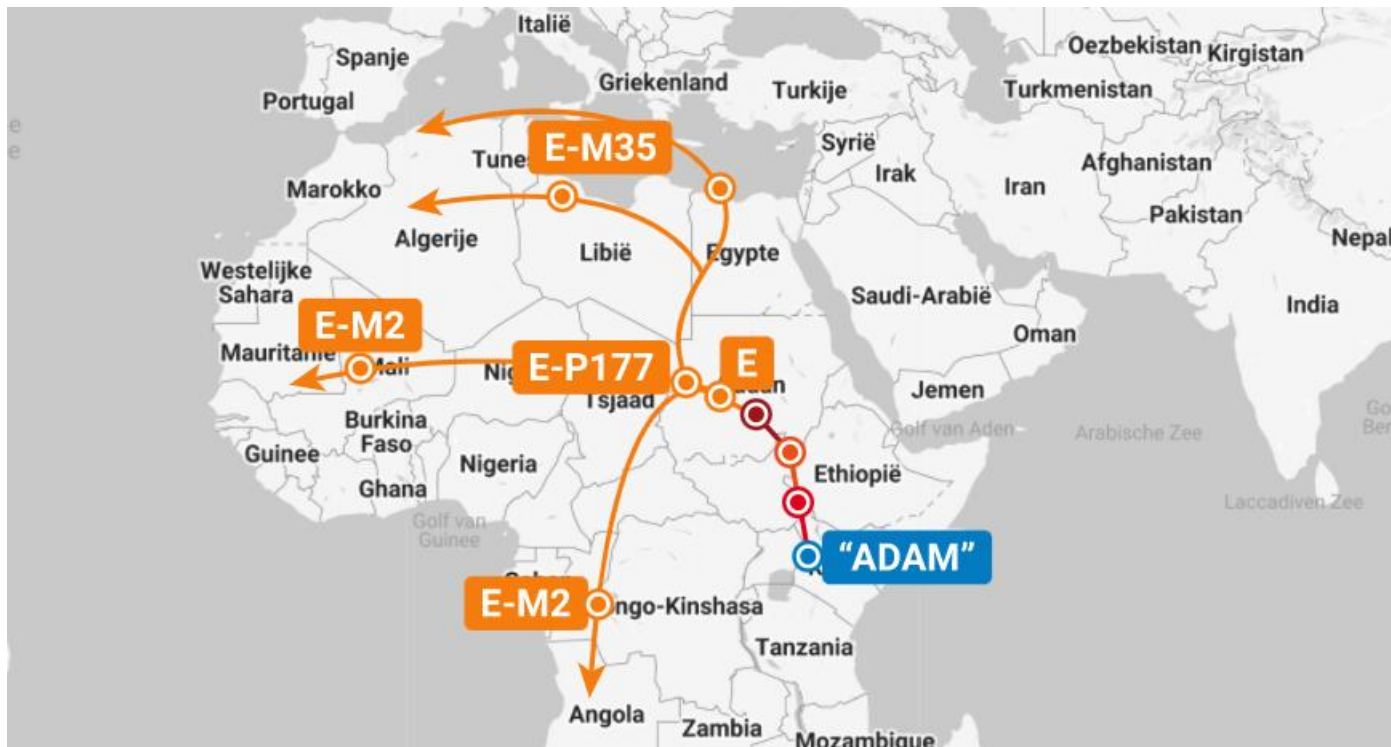 Italië
Spanje
Portugal
Griekenland
Turkije
Oezbekistan
Kirgistan
Turkmenistan
Syrië
Afghanistan
Irak
Iran
Pakistan
Nepal
E-M35
Marokko
Algerije
Libië
Egypte
Westelijke
Sahara
Saudi-Arabië
India
Oman
E-M2
Mauritanië
E-P177
E
Tsjaad
Jemen
Golf van Aden
Arabische Zee
Burkina
Faso
Guinee
Nigeria
Ethiopië
Ghana
Laccadiven Zee
Golf van
Guinee
"ADAM"
E-M2
ngo-Kinshasa
Tanzania
Angola
Zambia
Mozambique